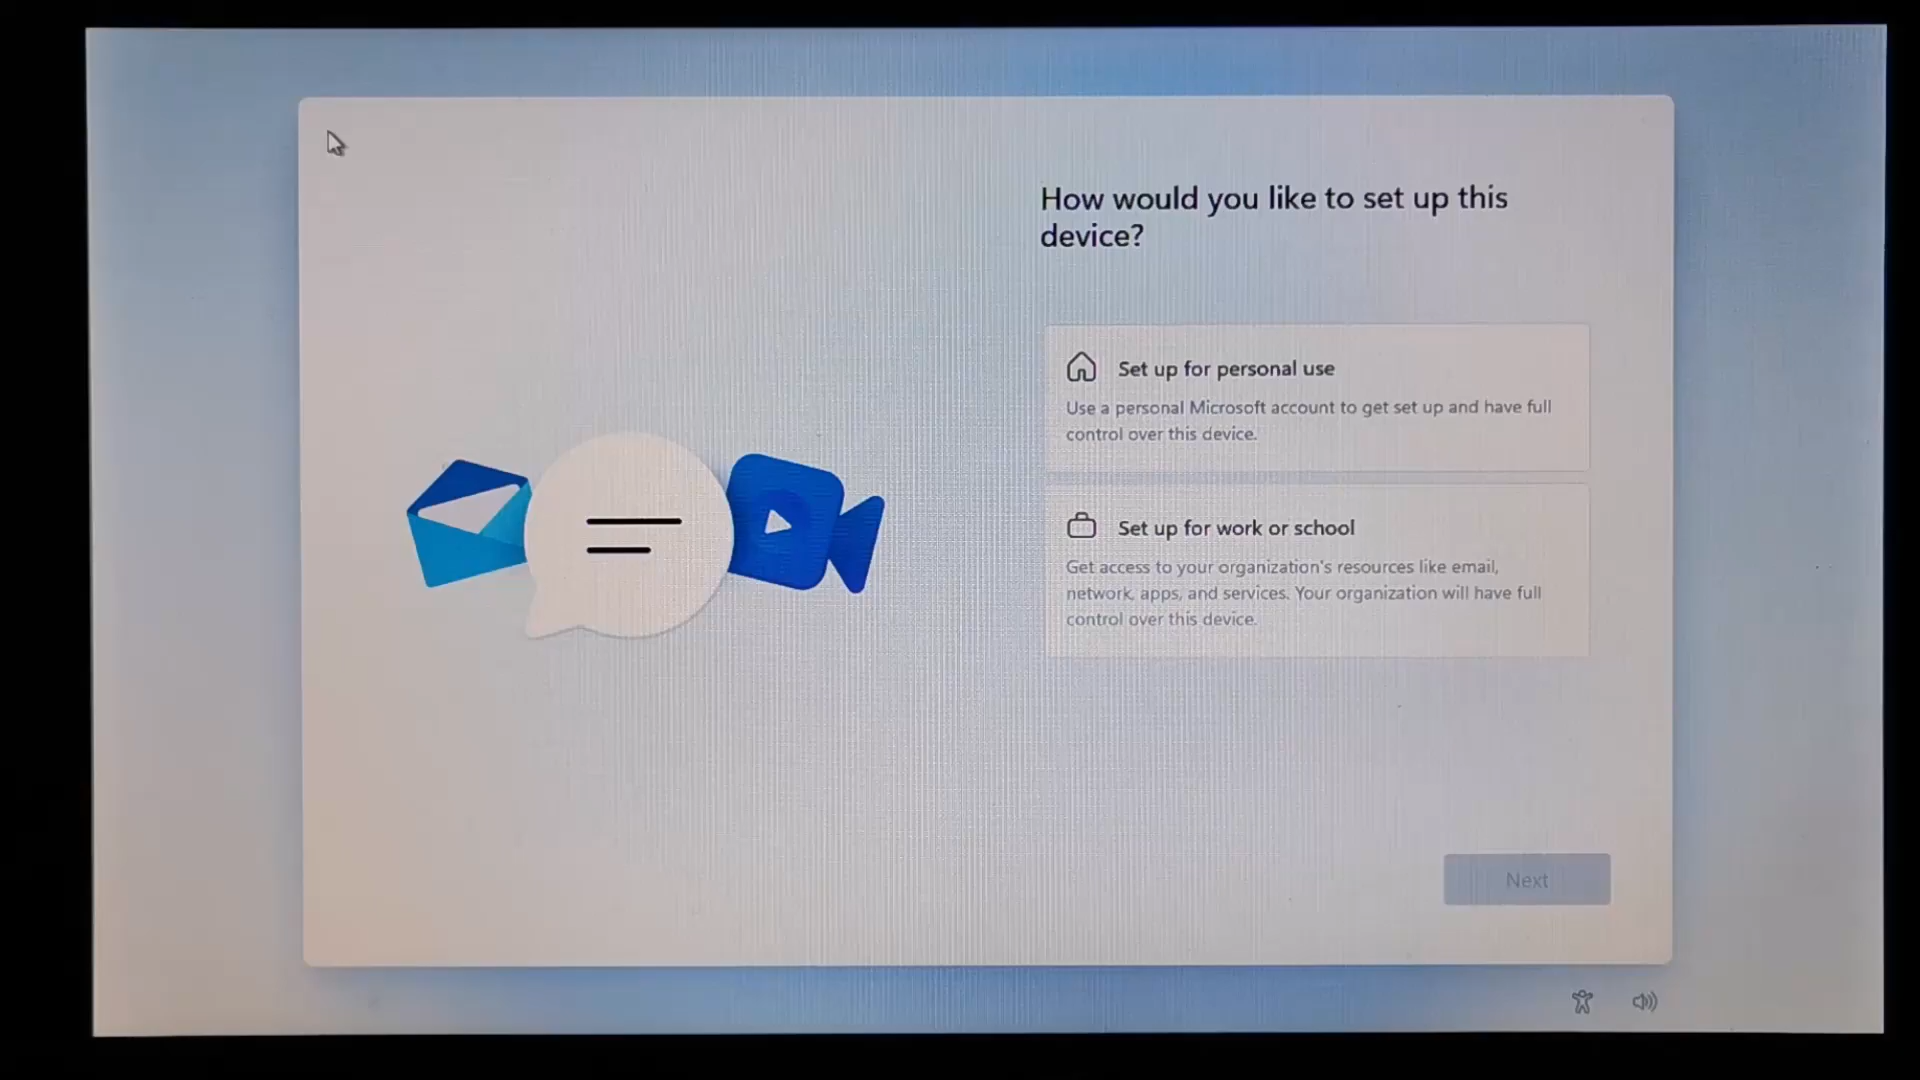 How would you like to set up this
device?
Set up for personal use
Use a personal Microsoft account to get set up and have full
control over this device.
Set up for work or school
Get access to your organization's resources like email,
network, apps, and services. Your organization will have full
control over this device.
Next